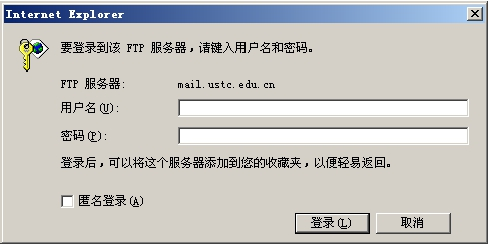 Internet Explorer
要登录到该 FTP 服务器，请键入用户名和密码。
FTP 服务器: mail.ustc.edu.cn
用户名(U):
密码(P):
登录后，可以将这个服务器添加到您的收藏夹，以便轻易返回。
匿名登录(A)
登录(L) 取消